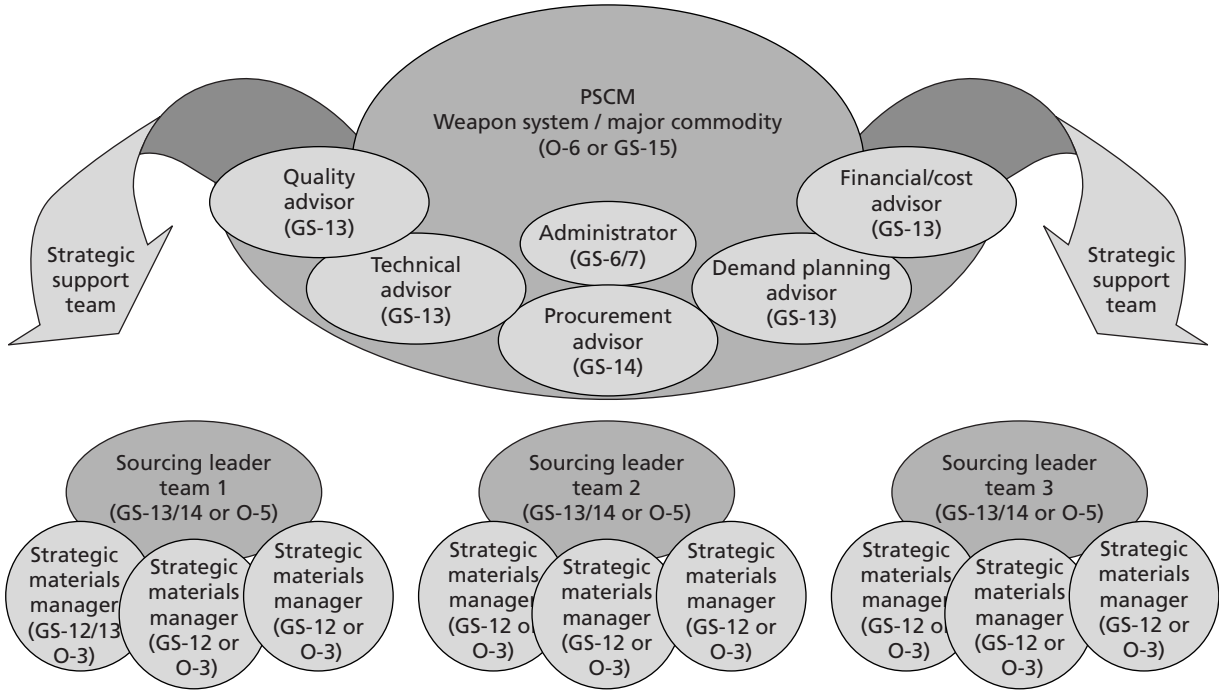 PSCM
Weapon system / major commodity
(O-6 or GS-15)
Quality
advisor
(GS-13)
Financial/cost
advisor
(GS-13)
Administrator
(GS-6/7)
Technical
advisor
(GS-13)
Demand planning
advisor
(GS-13)
Procurement
advisor
(GS-14)
Strategic
support
team
Strategic
support
team
Sourcing leader
team 1
(GS-13/14 or O-5)
Strategic
materials
manager
(GS-12/13
O-3)
Strategic
materials
manager
(GS-12 or
O-3)
Strategic
materials
manager
(GS-12 or
O-3)
Sourcing leader
team 2
(GS-13/14 or O-5)
Strategic
materials
manager
(GS-12 or
O-3)
Strategic
materials
manager
(GS-12 or
O-3)
Strategic
materials
manager
(GS-12 or
O-3)
Sourcing leader
team 3
(GS-13/14 or O-5)
Strategic
materials
manager
(GS-12 or
O-3)
Strategic
materials
manager
(GS-12 or
O-3)
Strategic
materials
manager
(GS-12 or
O-3)